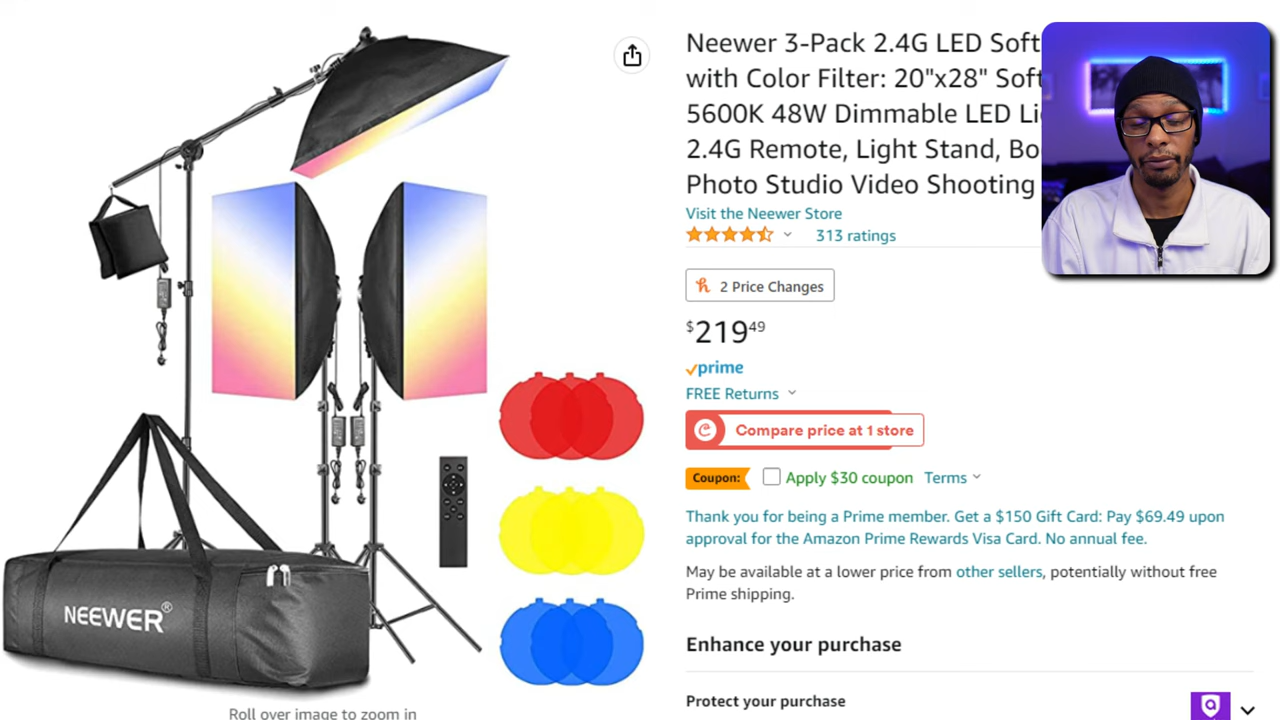 Neewer 3-Pack 2.4G LED Soft
with Color Filter: 20"x28" Soft
5600K 48W Dimmable LED Li
2.4G Remote, Light Stand, Bo
Photo Studio Video Shooting
Visit the Neewer Store
313 ratings
2 Price Changes
$219 49
prime
FREE Returns
Compare price at 1 store
Coupon: Apply $30 coupon Terms
Thank you for being a Prime member. Get a $150 Gift Card: Pay $69.49 upon
approval for the Amazon Prime Rewards Visa Card. No annual fee.
May be available at a lower price from other sellers, potentially without free
Prime shipping.
Enhance your purchase
Protect your purchase
NEEWER®
Roll over image to zoom in